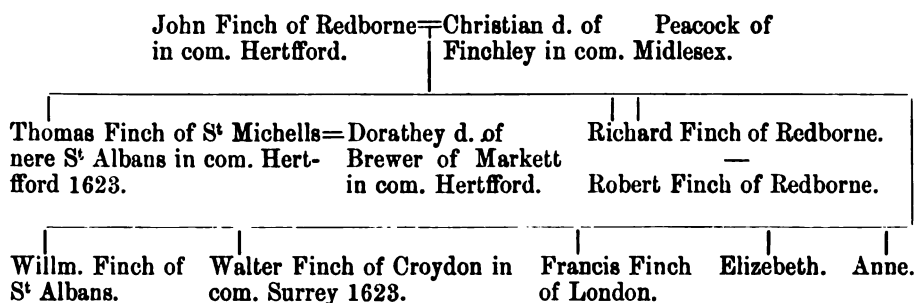 John Finch of Redborne=Christian d. of Peacock of
in com. Hertfford. Finchley in com. Midlesex.
Thomas Finch of Sᵗ Michells=Dorathey d. of
nere Sᵗ Albans in com. Hert- Brewer of Markett
fford 1623. in com. Hertfford.
Richard Finch of Redborne.
—
Robert Finch of Redborne.
Willm. Finch of
Sᵗ Albans.
Walter Finch of Croydon in
com. Surrey 1623.
Francis Finch
of London.
Elizebeth.
Anne.